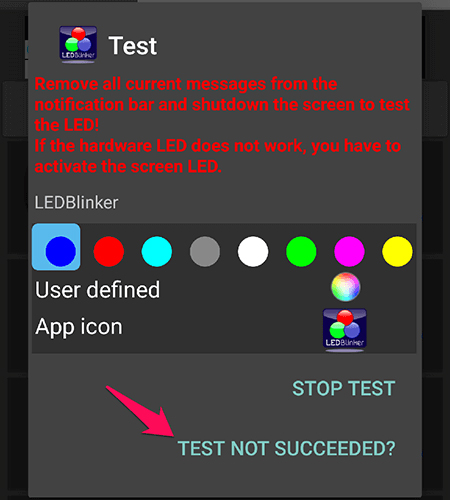 LEDBlinker
Test
Remove all current messages from the
notification bar and shutdown the screen to test
the LED!
If the hardware LED does not work, you have to
activate the screen LED.
LEDBlinker
User defined
App icon
LEDBlinker
STOP TEST
TEST NOT SUCCEEDED?